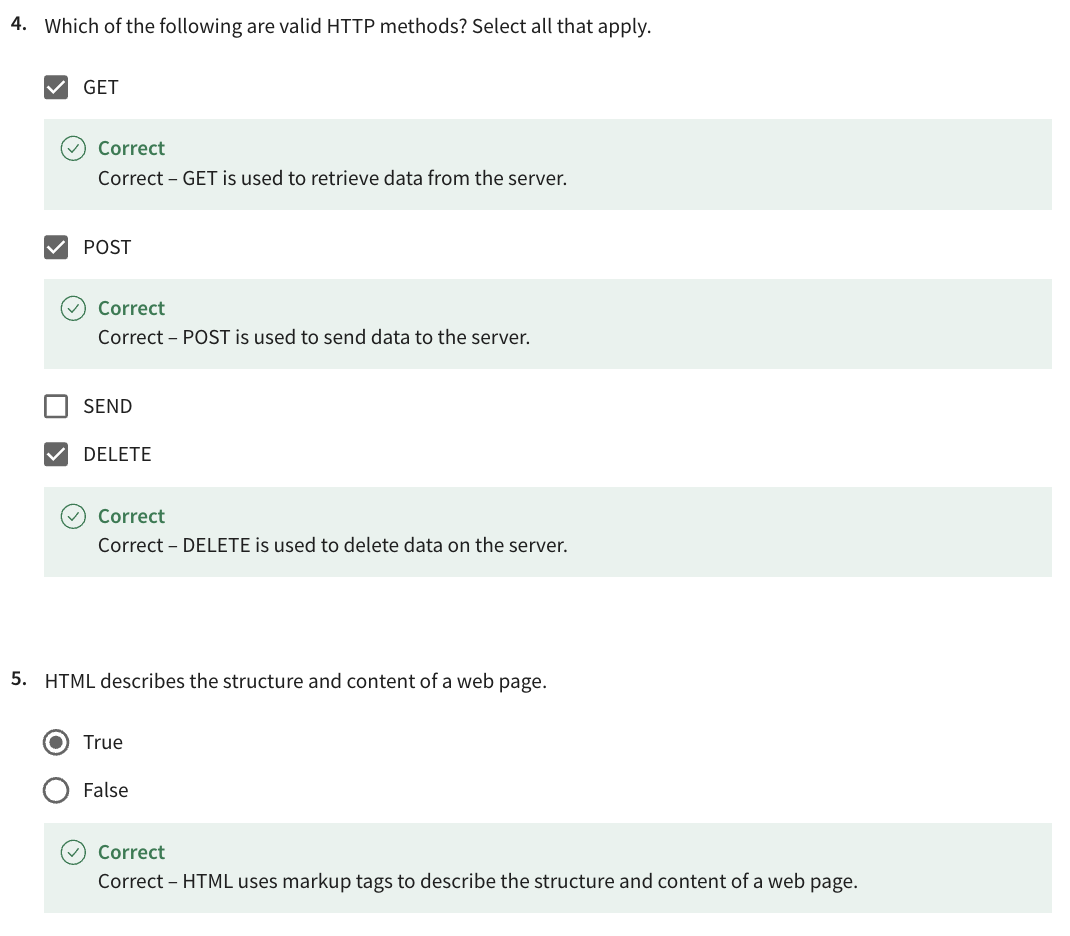 4. Which of the following are valid HTTP methods? Select all that apply.
GET
Correct
Correct – GET is used to retrieve data from the server.
POST
Correct
Correct – POST is used to send data to the server.
SEND
DELETE
Correct
Correct – DELETE is used to delete data on the server.
5. HTML describes the structure and content of a web page.
True
False
Correct
Correct – HTML uses markup tags to describe the structure and content of a web page.